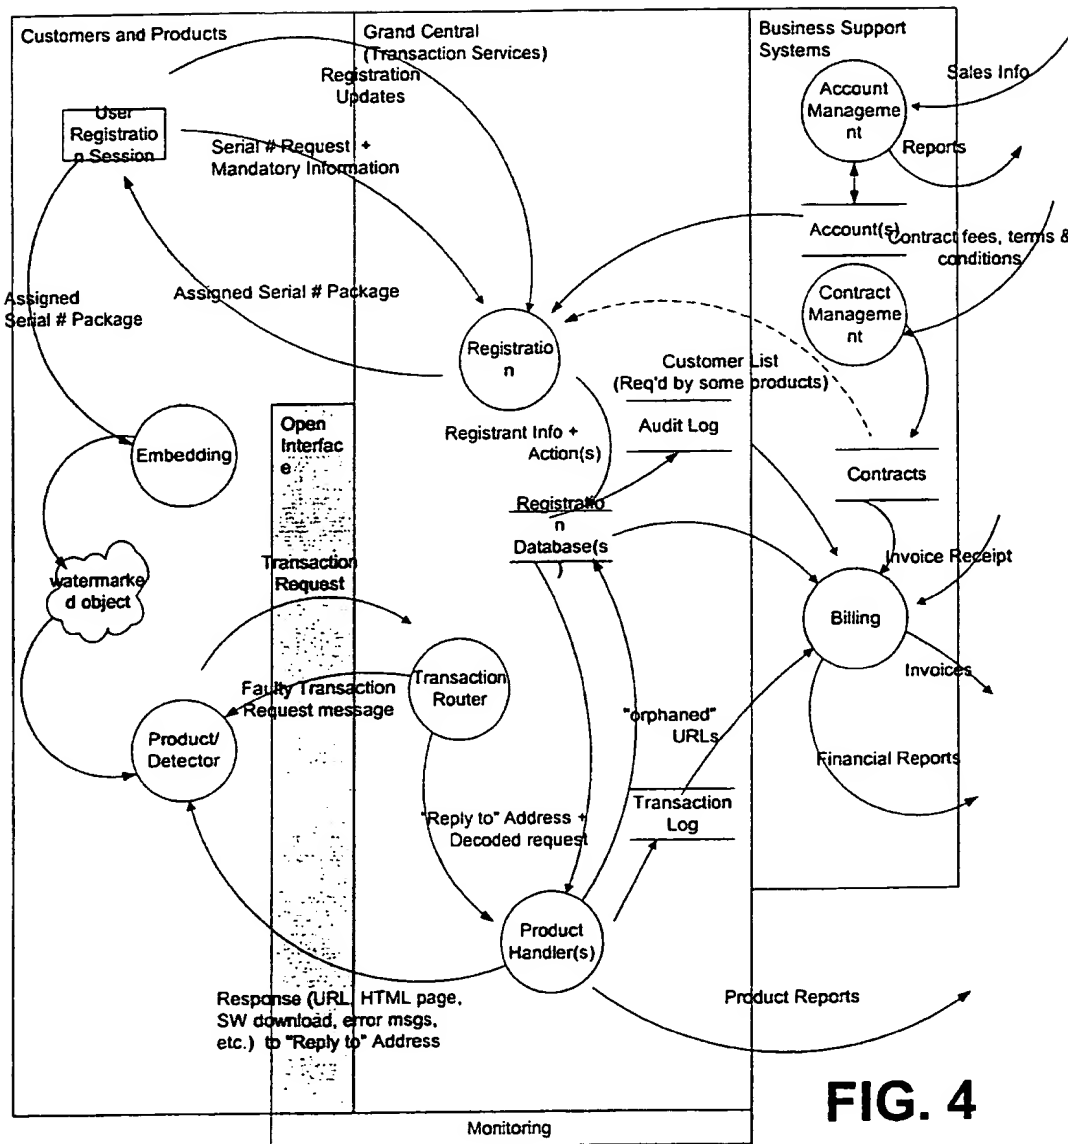 Customers and Products
Grand Central
(Transaction Services)
Registration
Updates
Business Support
Systems
Sales Info
Account
Manageme
nt
Reports
User
Registratio
n Session
Serial # Request +
Mandatory Information
Account(s)
Contract fees, terms &
conditions
Assigned
Serial # Package
Assigned Serial # Package
Contract
Manageme
nt
Registratio
n
Customer List
(Req'd by some products)
Open
Interfac
e
Registrant Info +
Action(s)
Audit Log
Embedding
Contracts
Registratio
n
Database(s
)
Transaction
Request
Invoice Receipt
watermarke
d object
Billing
Invoices
Faulty Transaction
Request message
Transaction
Router
"orphaned"
URLs
Product/
Detector
Financial Reports
"Reply to" Address +
Decoded request
Transaction
Log
Product
Handler(s)
Response (URL, HTML page,
SW download, error msgs,
etc.) to "Reply to" Address
Product Reports
FIG. 4
Monitoring